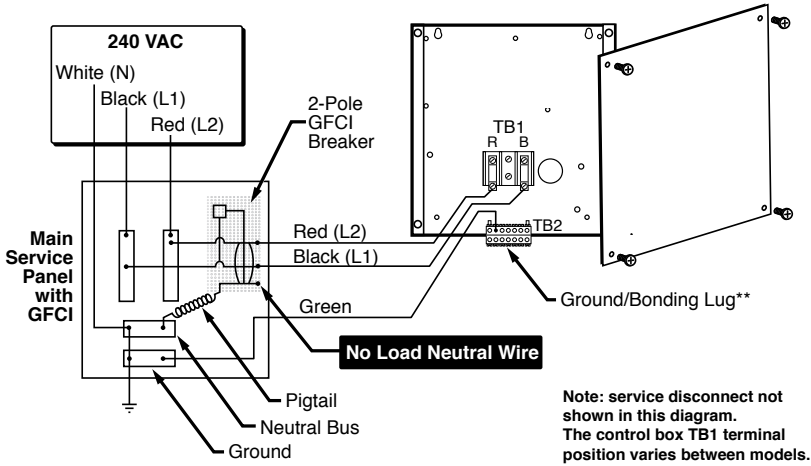 240 VAC
White (N)
Black (L1)
Red (L2)
2-Pole
GFCI
Breaker
TB1
R B
TB2
Main
Service
Panel
with
GFCI
Red (L2)
Black (L1)
Green
Ground/Bonding Lug**
No Load Neutral Wire
Pigtail
Neutral Bus
Ground
Note: service disconnect not
shown in this diagram.
The control box TB1 terminal
position varies between models.